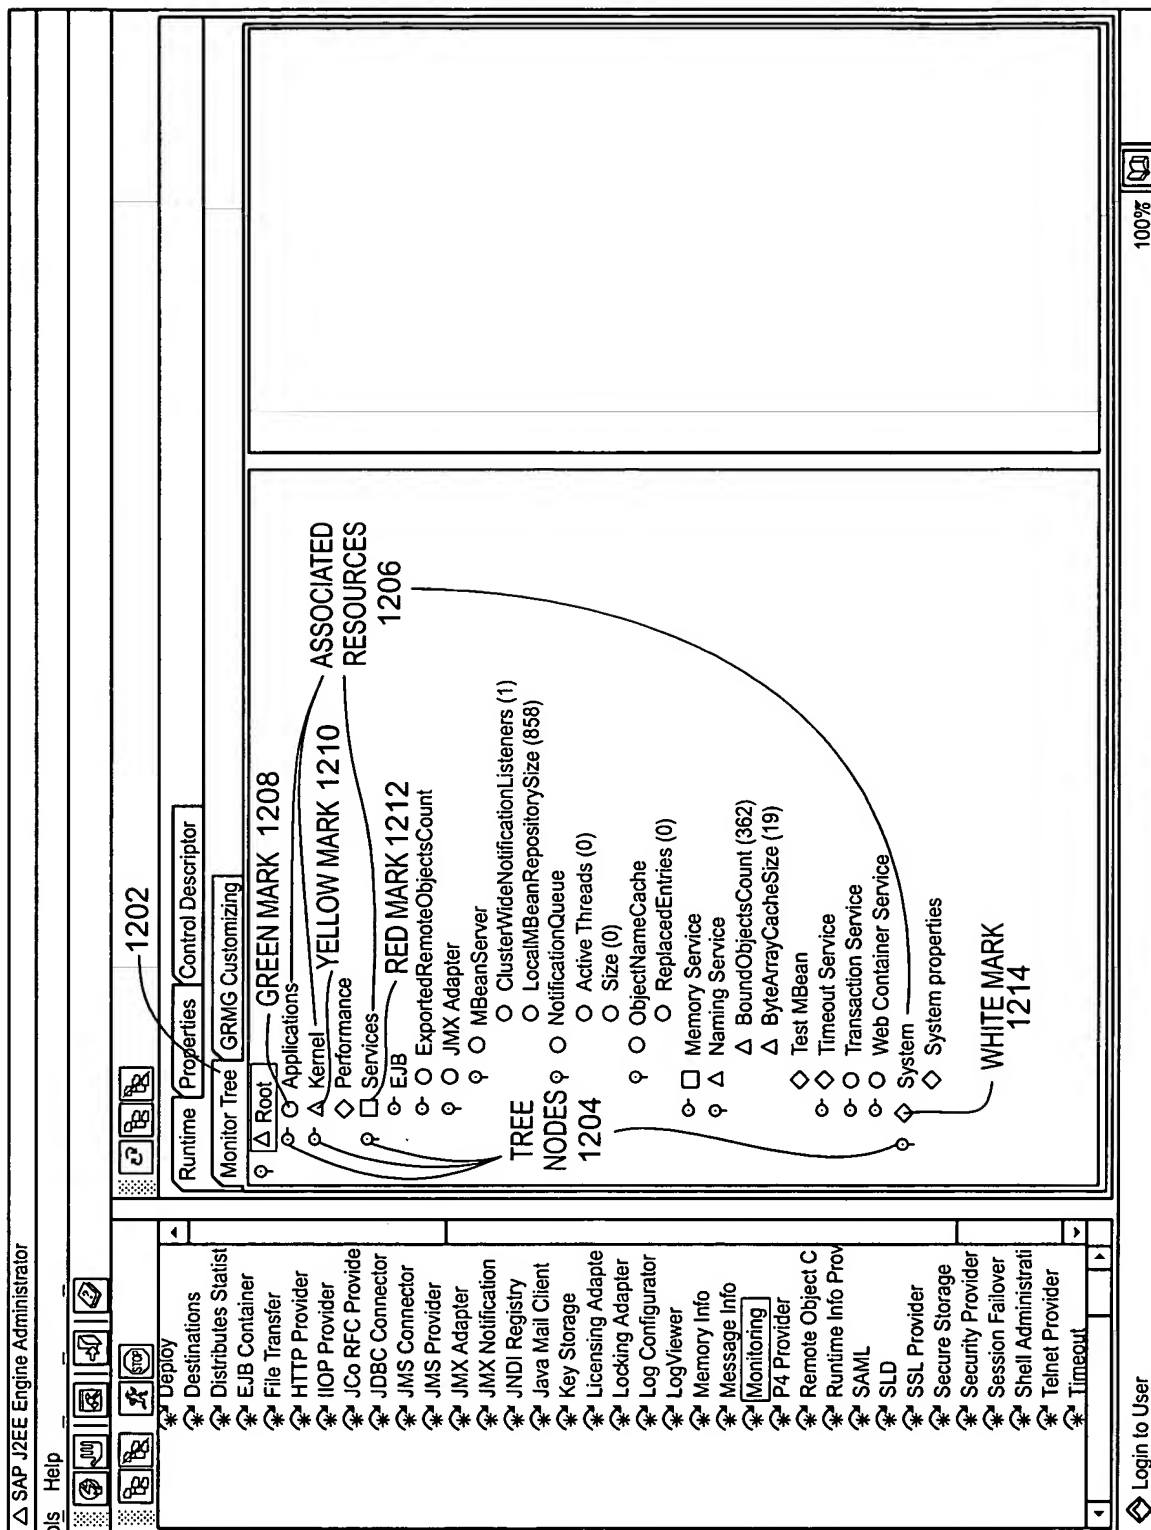 △ SAP J2EE Engine Administrator
ols Help
STOP
Deploy
Destinations
Distributes Statist
EJB Container
File Transfer
HTTP Provider
IIOP Provider
JCo RFC Provide
JDBC Connector
JMS Connector
JMS Provider
JMX Adapter
JMX Notification
JNDI Registry
Java Mail Client
Key Storage
Licensing Adapte
Locking Adapter
Log Configurator
LogViewer
Memory Info
Message Info
Monitoring
P4 Provider
Remote Object C
Runtime Info Prov
SAML
SLD
SSL Provider
Secure Storage
Security Provider
Session Failover
Shell Administrati
Telnet Provider
Timeout
1202
Runtime Properties Control Descriptor
Monitor Tree GRMG Customizing
Root
GREEN MARK 1208
Applications
Kernel
YELLOW MARK 1210
Performance
Services
RED MARK 1212
ASSOCIATED
RESOURCES
1206
EJB
ExportedRemoteObjectsCount
JMX Adapter
MBeanServer
ClusterWideNotificationListeners (1)
LocalMBeanRepositorySize (858)
NotificationQueue
Active Threads (0)
Size (0)
ObjectNameCache
ReplacedEntries (0)
TREE
NODES
1204
Memory Service
Naming Service
BoundObjectsCount (362)
ByteArrayCacheSize (19)
Test MBean
Timeout Service
Transaction Service
Web Container Service
System
System properties
WHITE MARK
1214
Login to User
100%